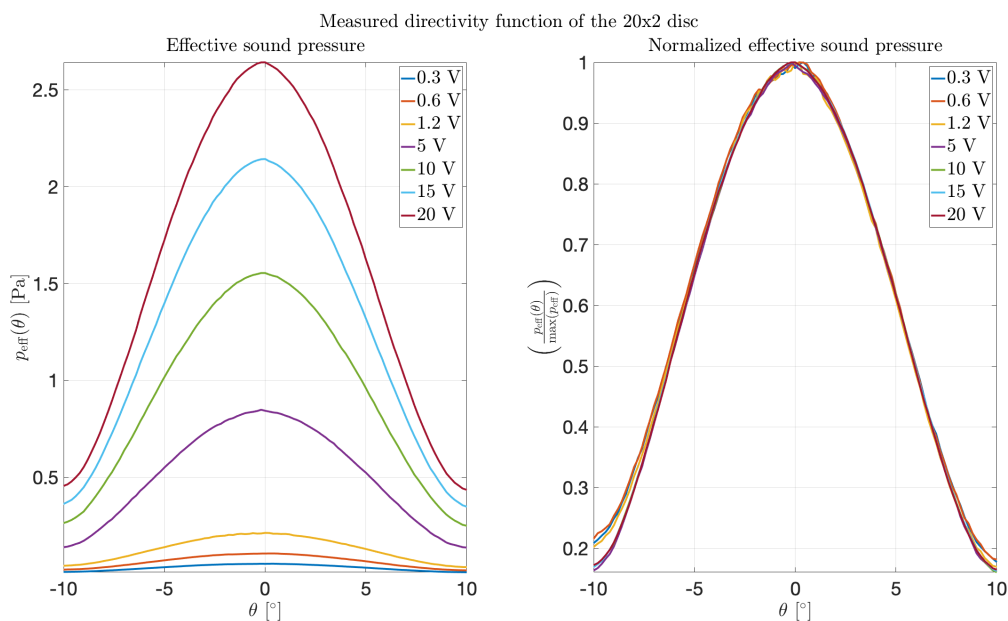 Measured directivity function of the 20x2 disc
Effective sound pressure
2.5
2
1.5
1
0.5
-10
-5
0
5
10
p_eff(θ) [Pa]
θ [°]
0.3 V
0.6 V
1.2 V
5 V
10 V
15 V
20 V
Normalized effective sound pressure
1
0.9
0.8
0.7
0.6
0.5
0.4
0.3
0.2
-10
-5
0
5
10
(p_eff(θ) / max(p_eff))
θ [°]
0.3 V
0.6 V
1.2 V
5 V
10 V
15 V
20 V